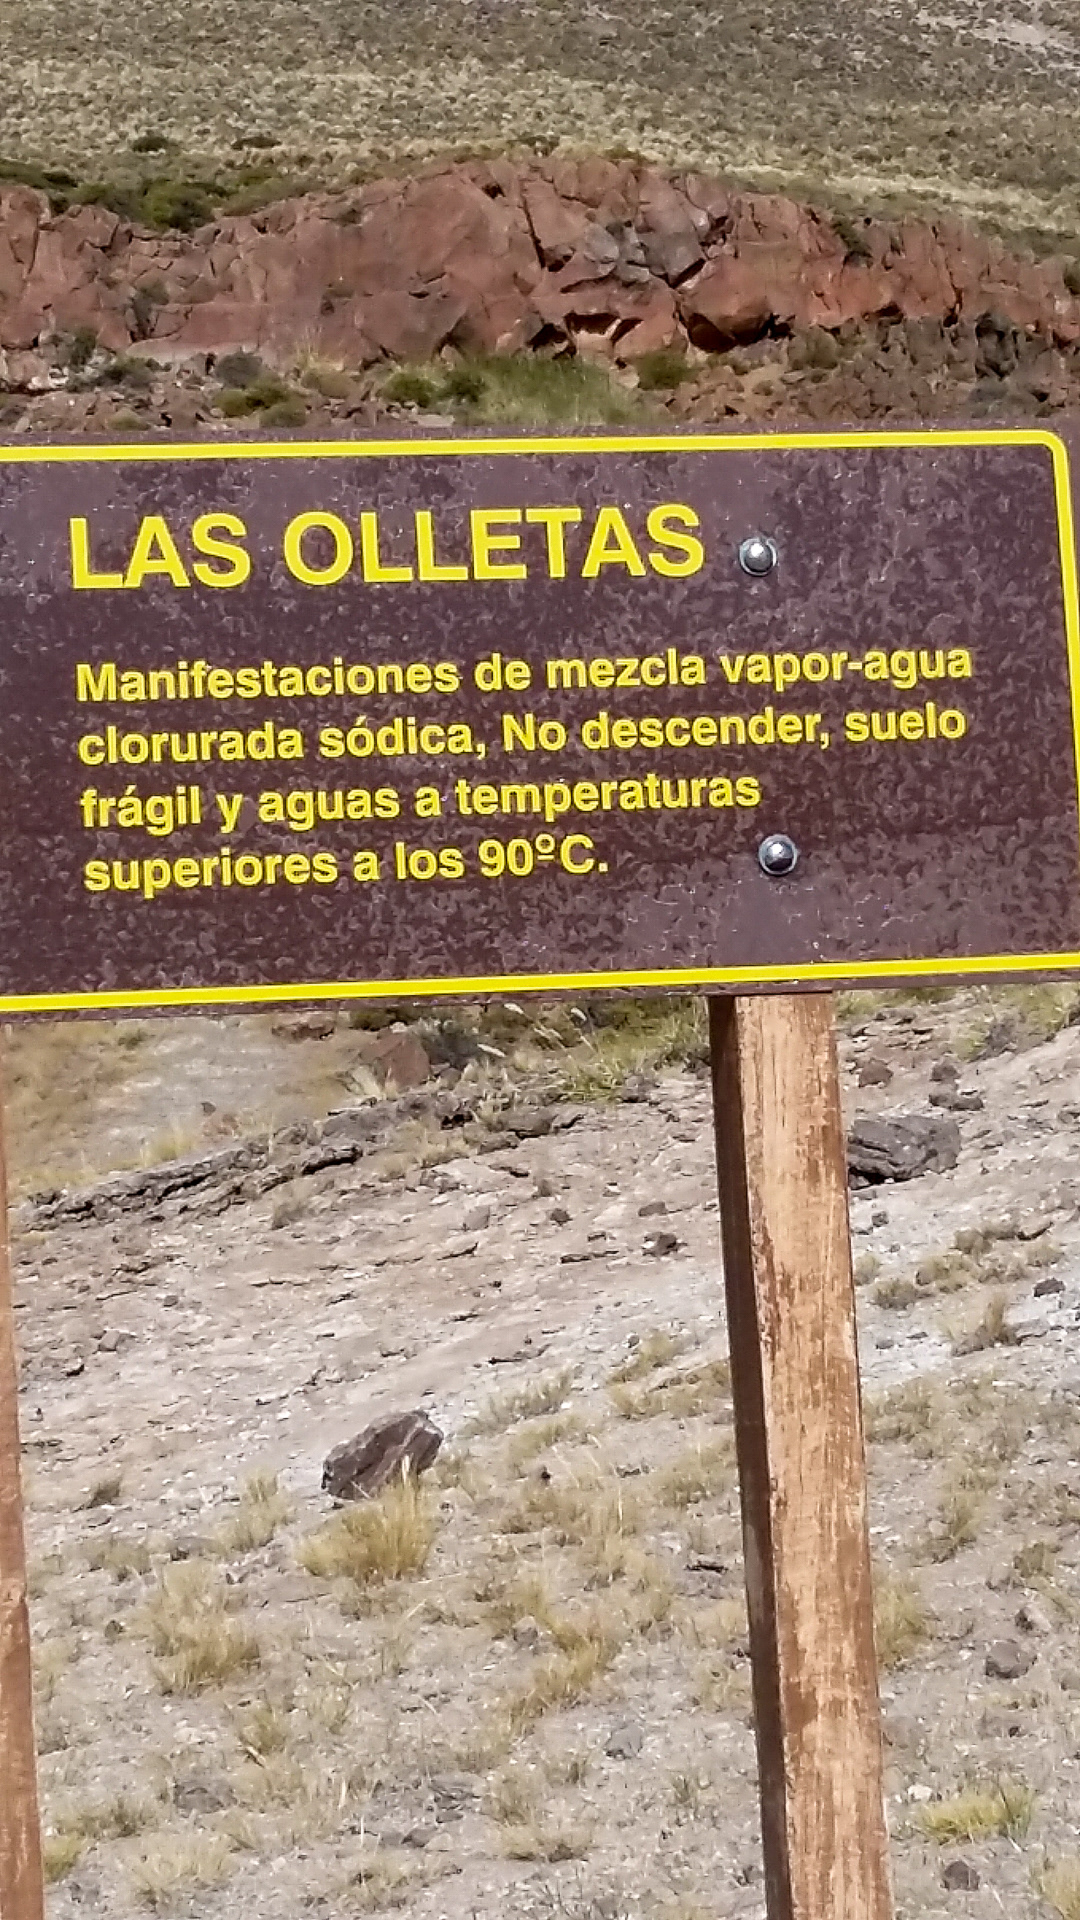 LAS OLLETAS
Manifestaciones de mezcla vapor-agua
clorurada sódica, No descender, suelo
frágil y aguas a temperaturas
superiores a los 90ºC.